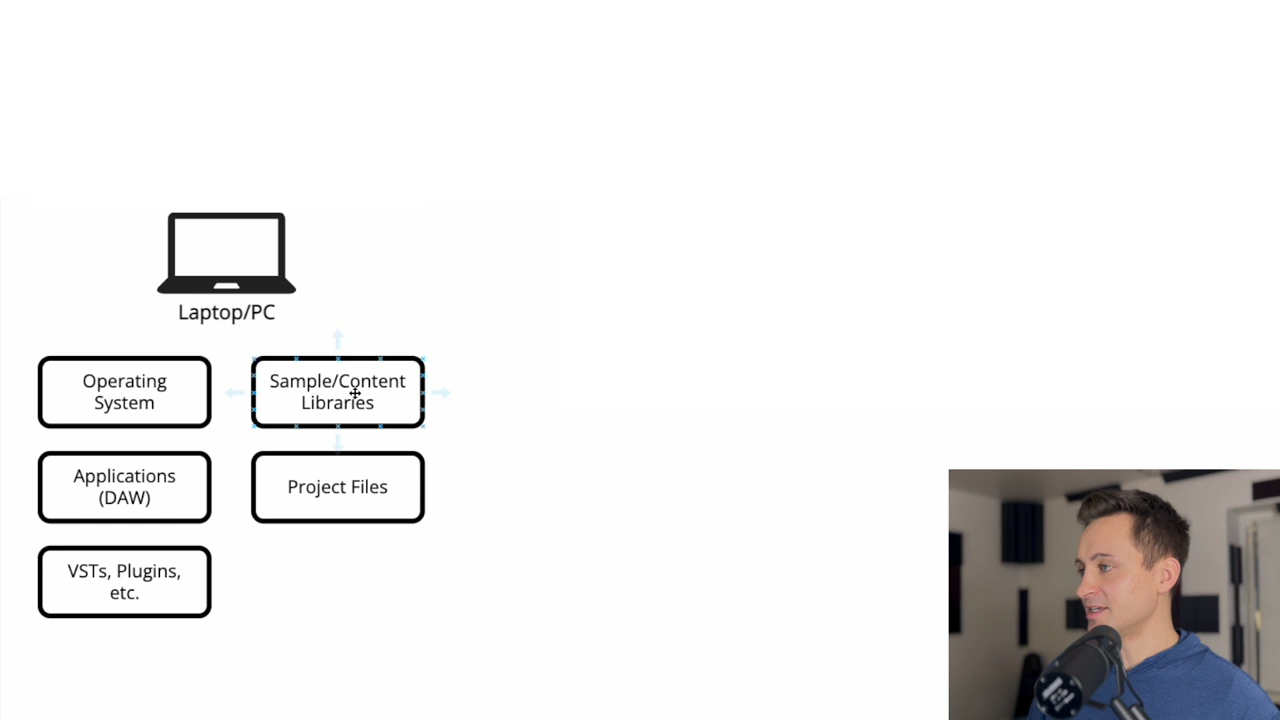 Laptop/PC
Operating
System
Sample/Content
Libraries
Applications
(DAW)
Project Files
VSTs, Plugins,
etc.